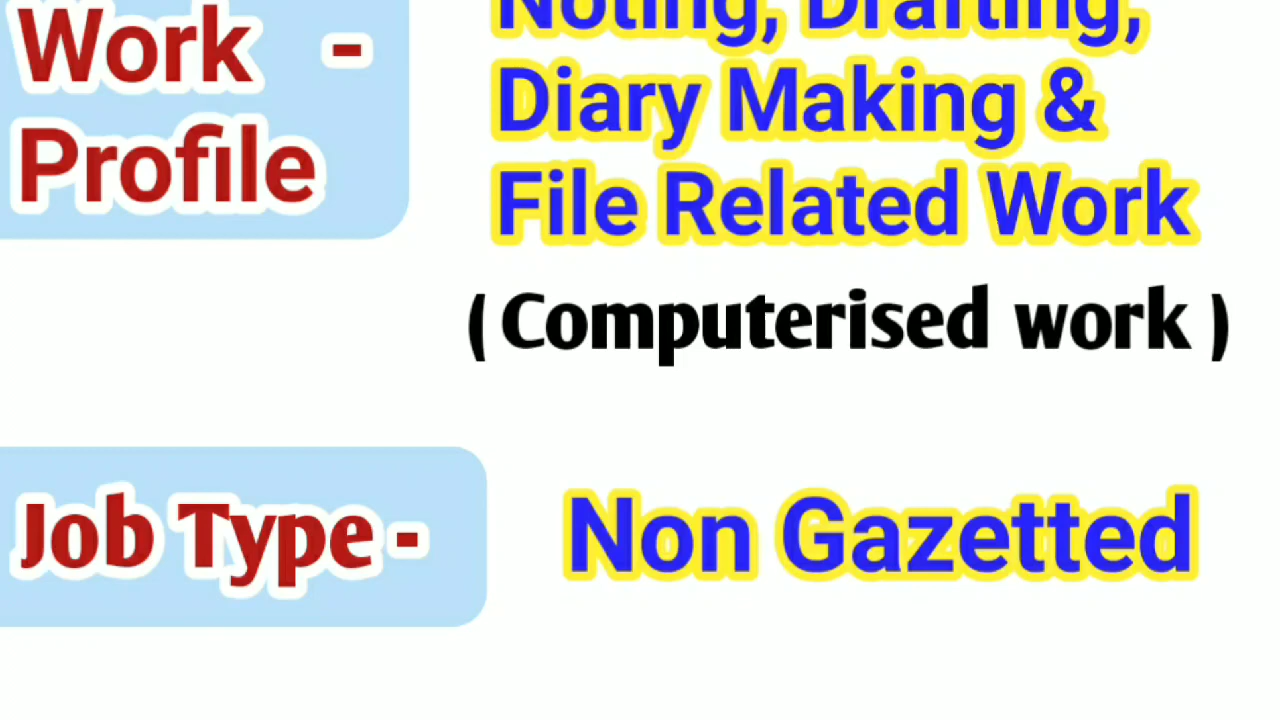 Work - Noting, Drafting,
Profile Diary Making &
File Related Work
( Computerised work )
Job Type - Non Gazetted